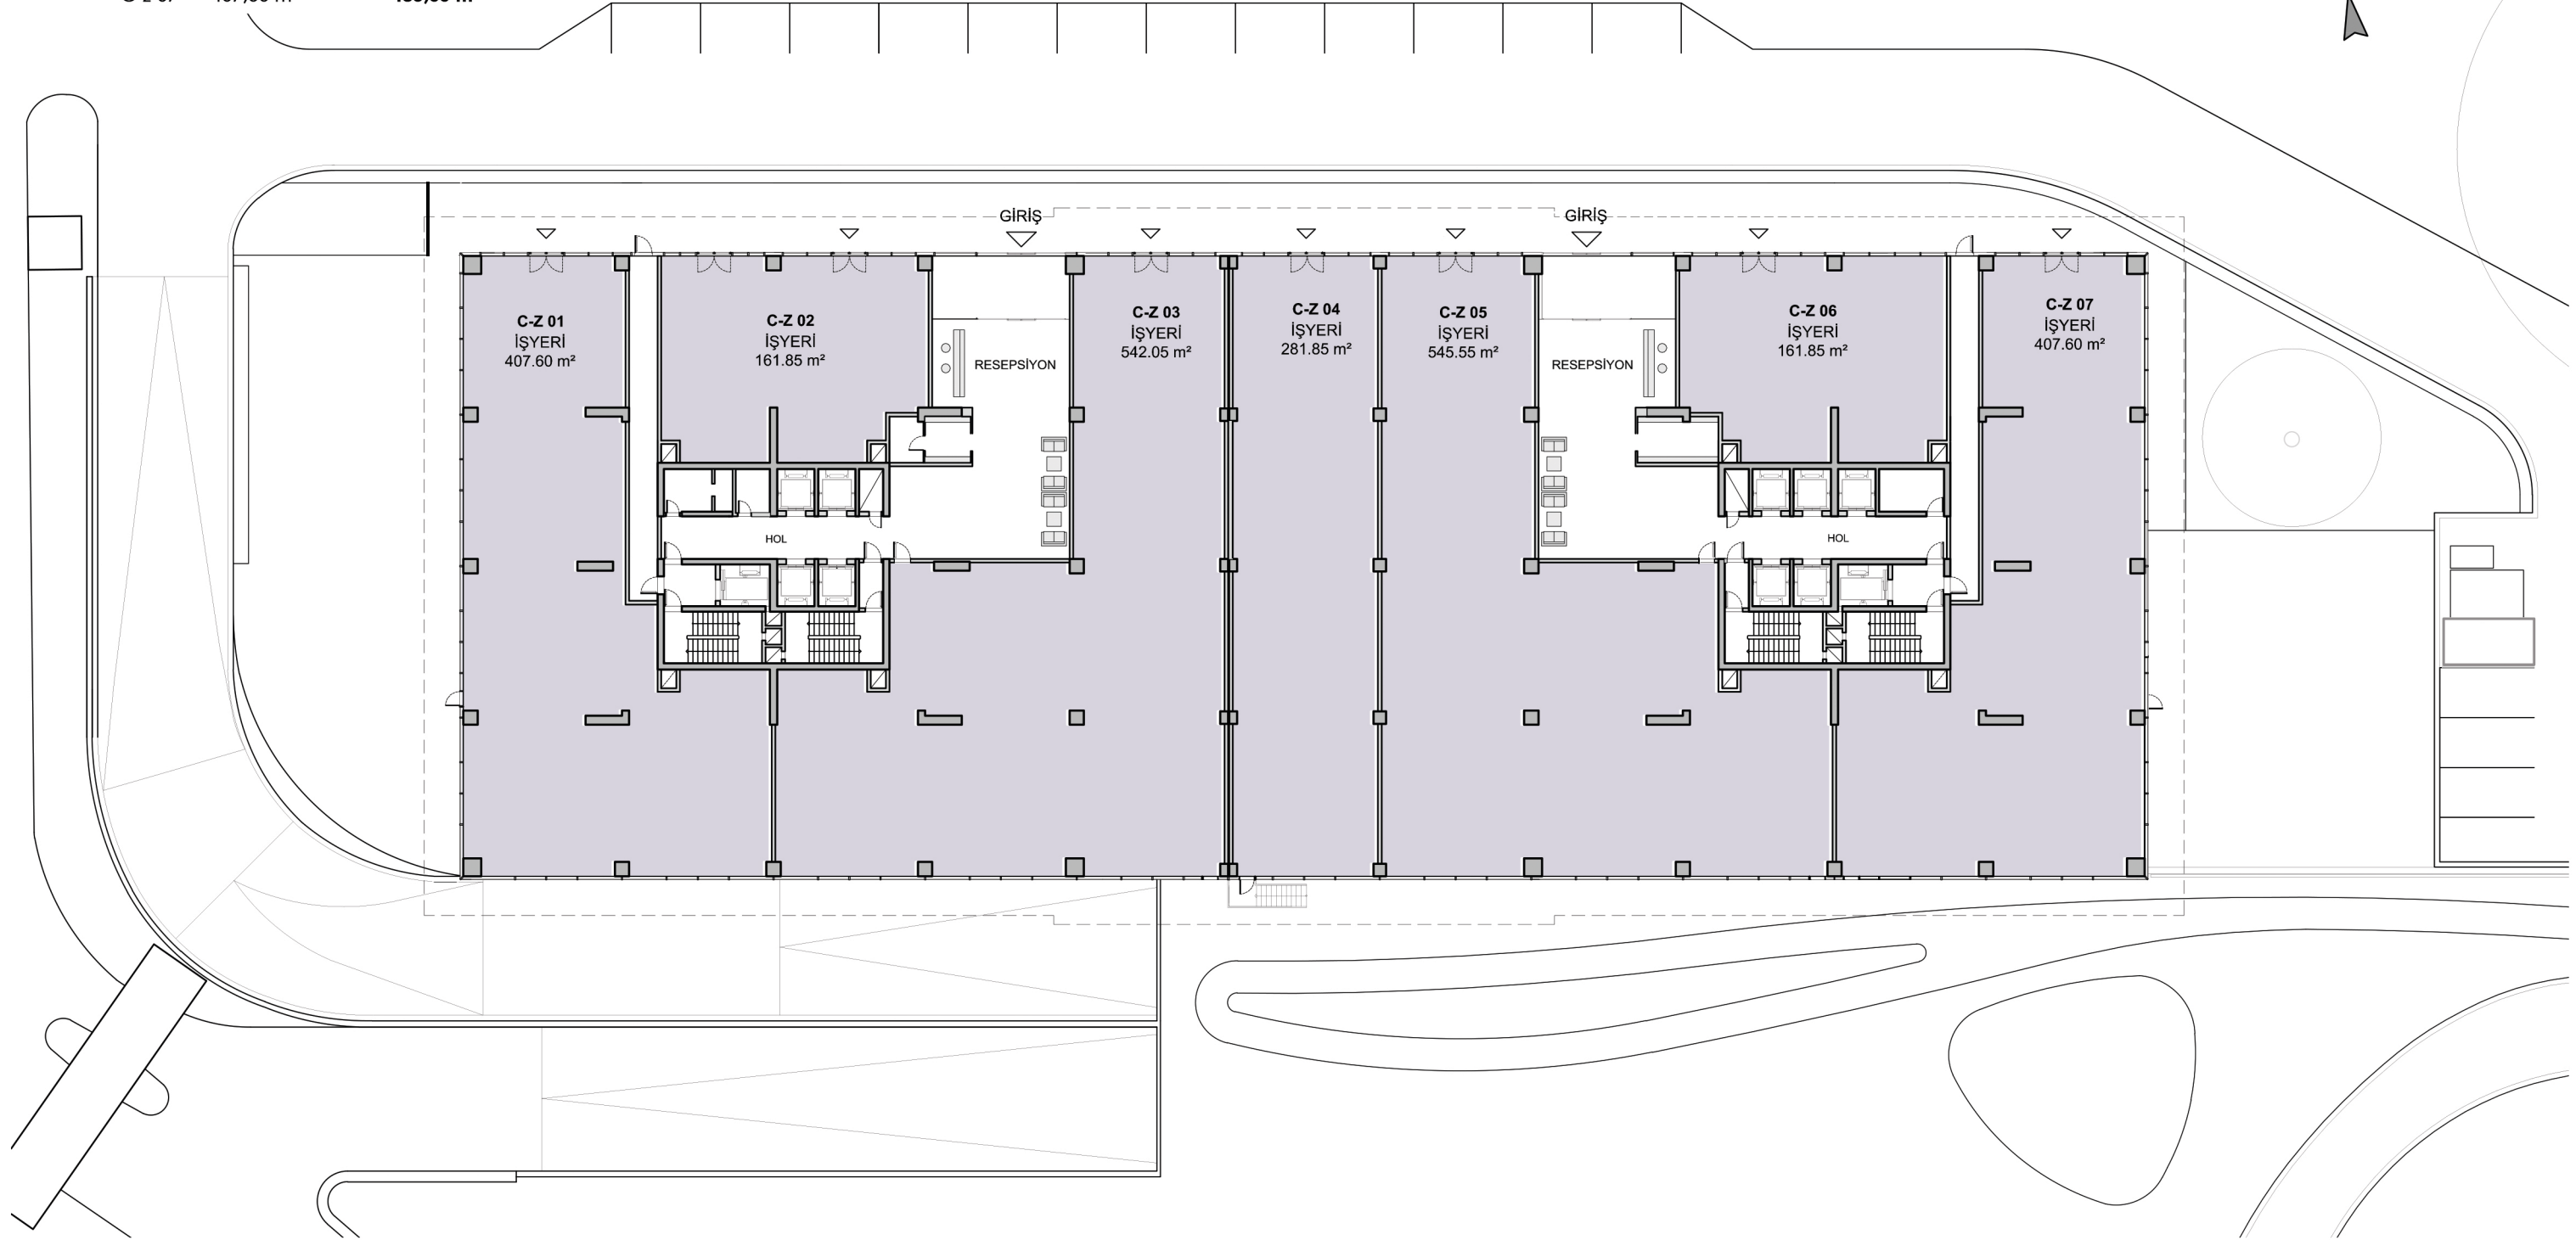 GİRİŞ
GİRİŞ
C-Z 01
İŞYERİ
407.60 m²
C-Z 02
İŞYERİ
161.85 m²
RESEPSİYON
C-Z 03
İŞYERİ
542.05 m²
C-Z 04
İŞYERİ
281.85 m²
C-Z 05
İŞYERİ
545.55 m²
RESEPSİYON
C-Z 06
İŞYERİ
161.85 m²
C-Z 07
İŞYERİ
407.60 m²
HOL
HOL